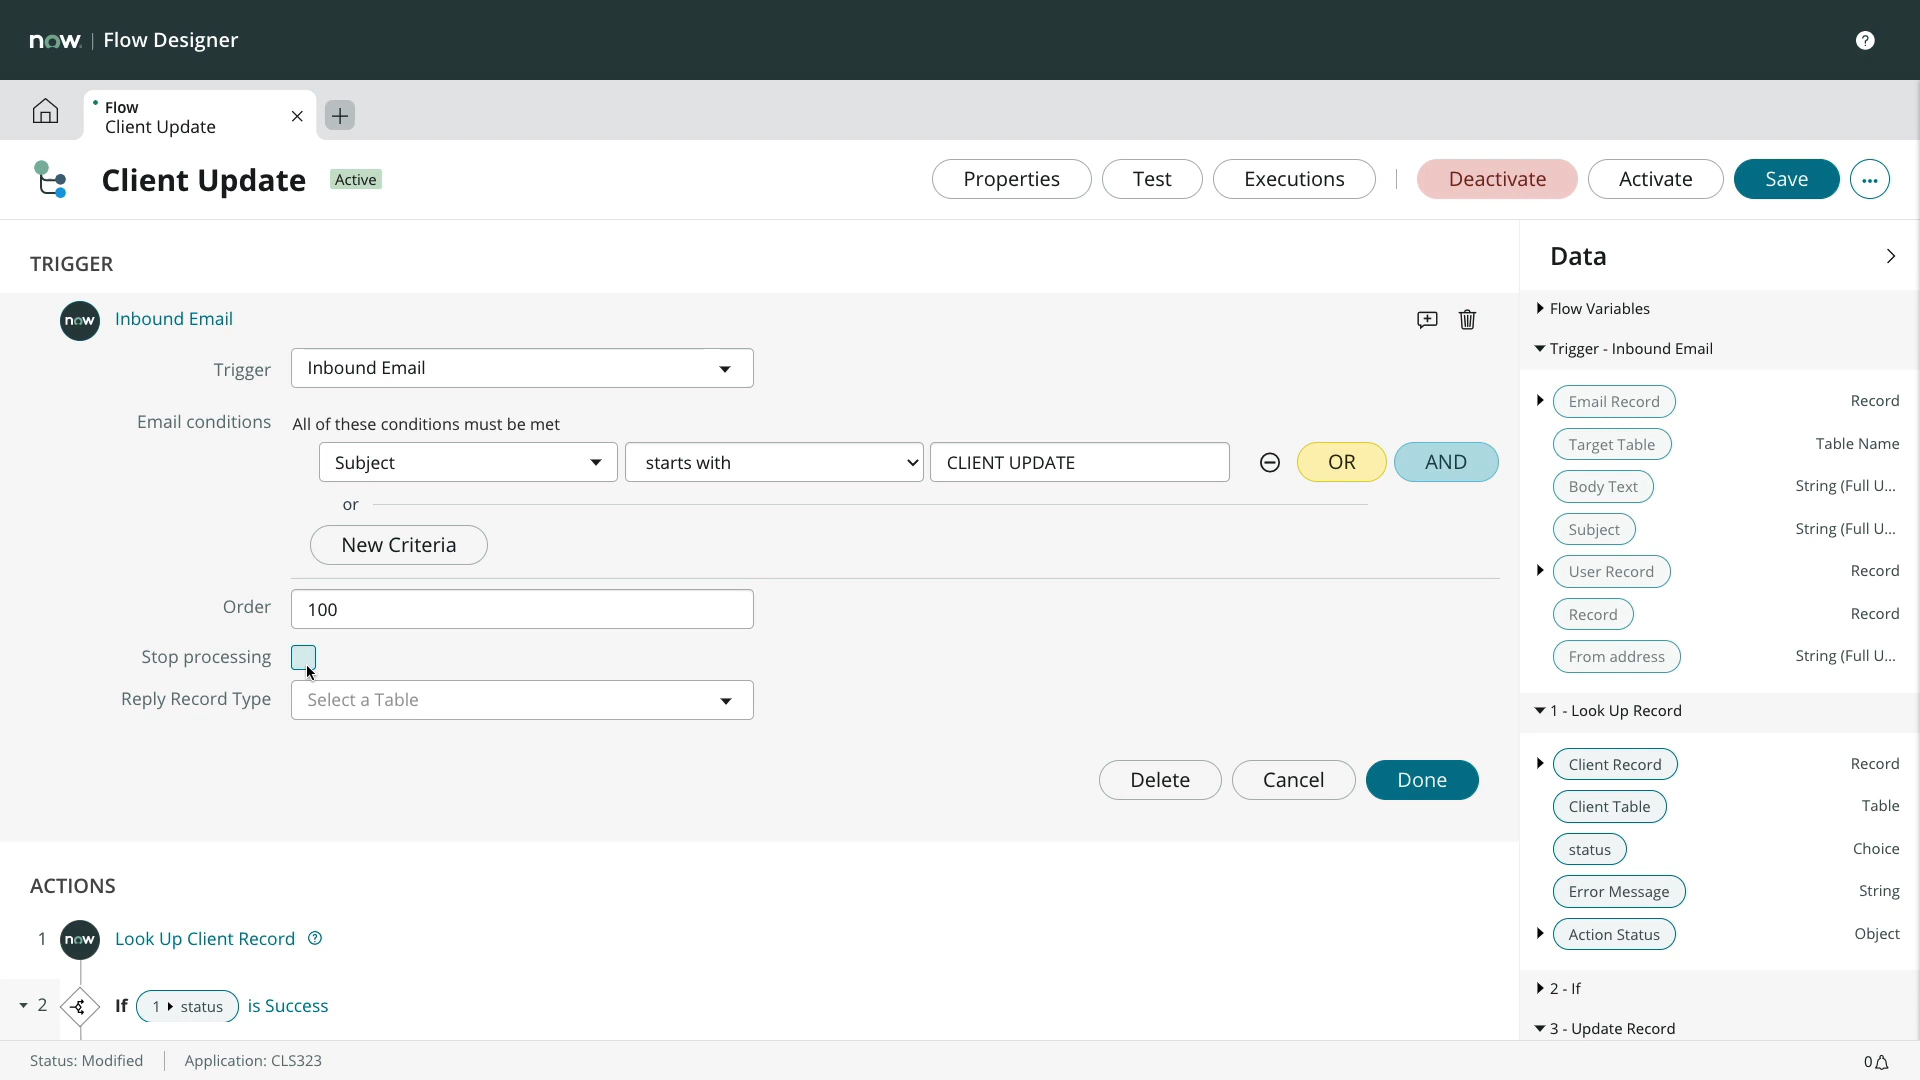 now | Flow Designer ?
Flow
Client Update
Client Update Active Properties Test Executions Deactivate Activate Save ...
TRIGGER
now Inbound Email
Trigger Inbound Email
Email conditions All of these conditions must be met
Subject starts with CLIENT UPDATE OR AND
or
New Criteria
Order 100
Stop processing
Reply Record Type Select a Table
Delete Cancel Done
ACTIONS
1 now Look Up Client Record ?
2 If 1 status is Success
Data
Flow Variables
Trigger - Inbound Email
Email Record Record
Target Table Table Name
Body Text String (Full U...
Subject String (Full U...
User Record Record
Record Record
From address String (Full U...
1 - Look Up Record
Client Record Record
Client Table Table
status Choice
Error Message String
Action Status Object
2 - If
3 - Update Record
Status: Modified Application: CLS323 0